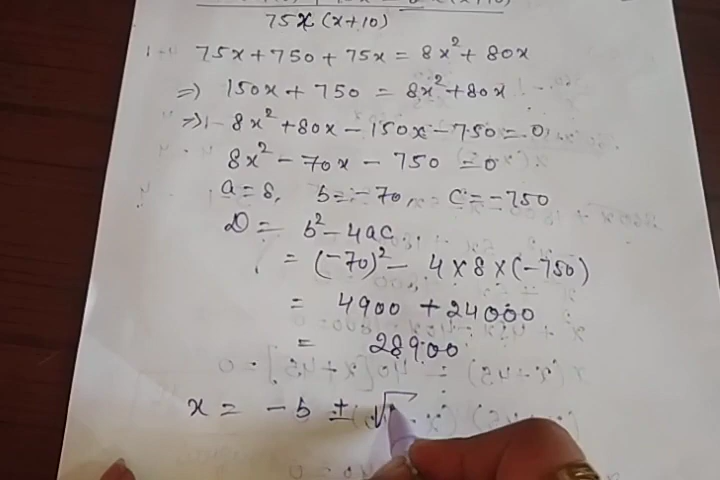 75x (x+10)
75x + 750 + 75x = 8x² + 80x
⇒ 150x + 750 = 8x² + 80x
⇒ 8x² + 80x - 150x - 750 = 0
8x² - 70x - 750 = 0
a = 8, b = -70, c = -750
D = b² - 4ac
= (-70)² - 4 × 8 × (-750)
= 4900 + 24000
= 28900
x = -b ± √